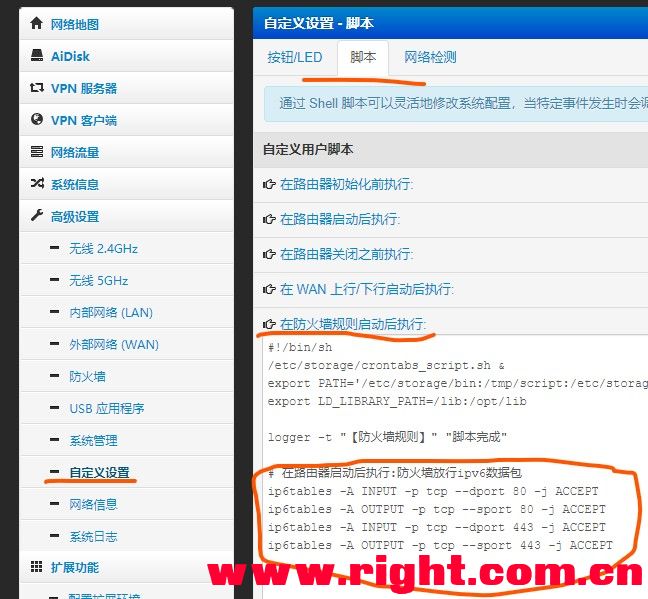 网络地图
AiDisk
VPN 服务器
VPN 客户端
网络流量
系统信息
高级设置
无线 2.4GHz
无线 5GHz
内部网络 (LAN)
外部网络 (WAN)
防火墙
USB 应用程序
系统管理
自定义设置
网络信息
系统日志
扩展功能
配置扩展环境
自定义设置 - 脚本
按钮/LED 脚本 网络检测
通过 Shell 脚本可以灵活地修改系统配置，当特定事件发生时会调
自定义用户脚本
在路由器初始化前执行:
在路由器启动后执行:
在路由器关闭之前执行:
在 WAN 上行/下行启动后执行:
在防火墙规则启动后执行:
#!/bin/sh
/etc/storage/crontabs_script.sh &
export PATH='/etc/storage/bin:/tmp/script:/etc/storag
export LD_LIBRARY_PATH=/lib:/opt/lib
logger -t "【防火墙规则】" "脚本完成"
# 在路由器启动后执行:防火墙放行ipv6数据包
ip6tables -A INPUT -p tcp --dport 80 -j ACCEPT
ip6tables -A OUTPUT -p tcp --sport 80 -j ACCEPT
ip6tables -A INPUT -p tcp --dport 443 -j ACCEPT
ip6tables -A OUTPUT -p tcp --sport 443 -j ACCEPT
www.right.com.cn